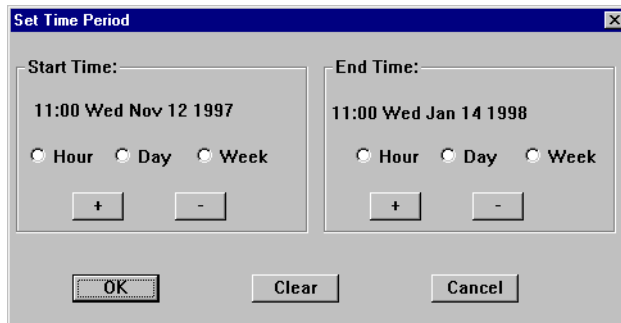 Set Time Period
Start Time:
11:00 Wed Nov 12 1997
Hour Day Week
+ -
End Time:
11:00 Wed Jan 14 1998
Hour Day Week
+ -
OK Clear Cancel